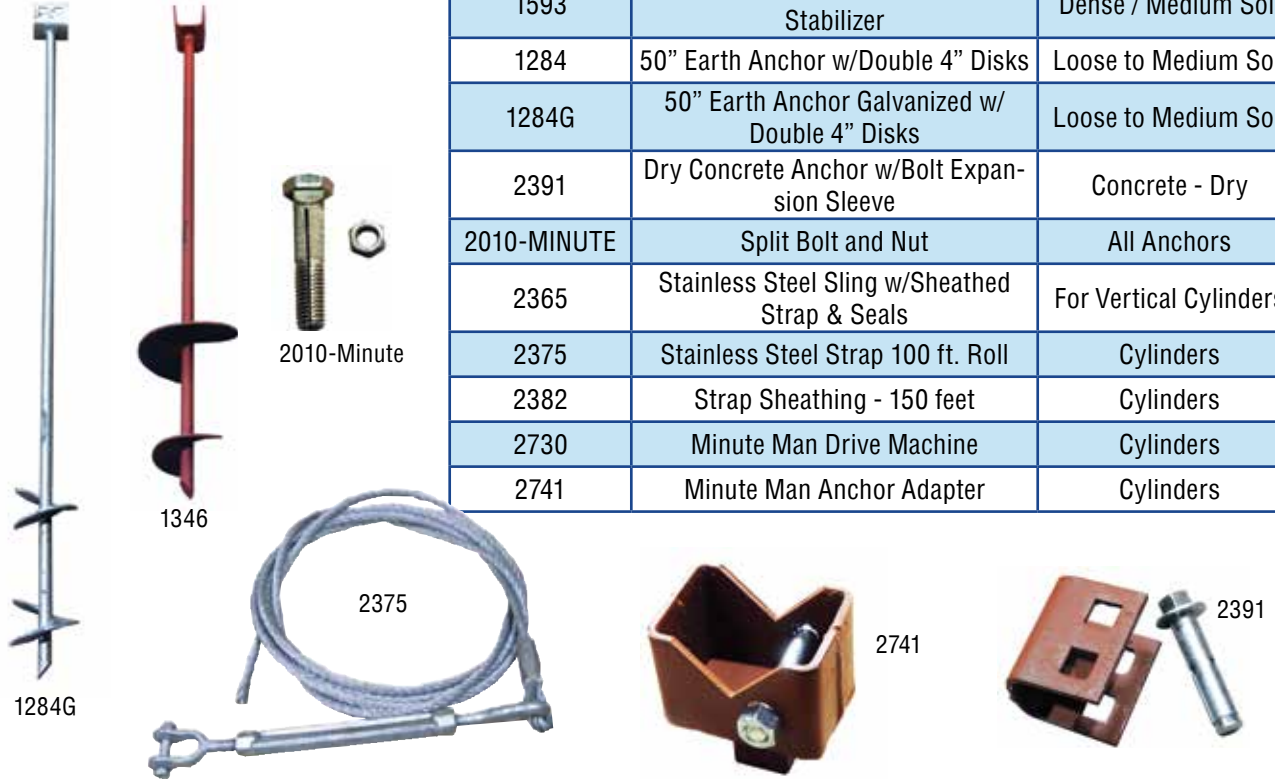 1593
Stabilizer
Dense / Medium Soil
1284
50” Earth Anchor w/Double 4” Disks
Loose to Medium So
1284G
50” Earth Anchor Galvanized w/
Double 4” Disks
Loose to Medium So
2391
Dry Concrete Anchor w/Bolt Expan-
sion Sleeve
Concrete - Dry
2010-MINUTE
Split Bolt and Nut
All Anchors
2365
Stainless Steel Sling w/Sheathed
Strap & Seals
For Vertical Cylinders
2375
Stainless Steel Strap 100 ft. Roll
Cylinders
2382
Strap Sheathing - 150 feet
Cylinders
2730
Minute Man Drive Machine
Cylinders
2741
Minute Man Anchor Adapter
Cylinders
2010-Minute
1346
2375
2741
2391
1284G